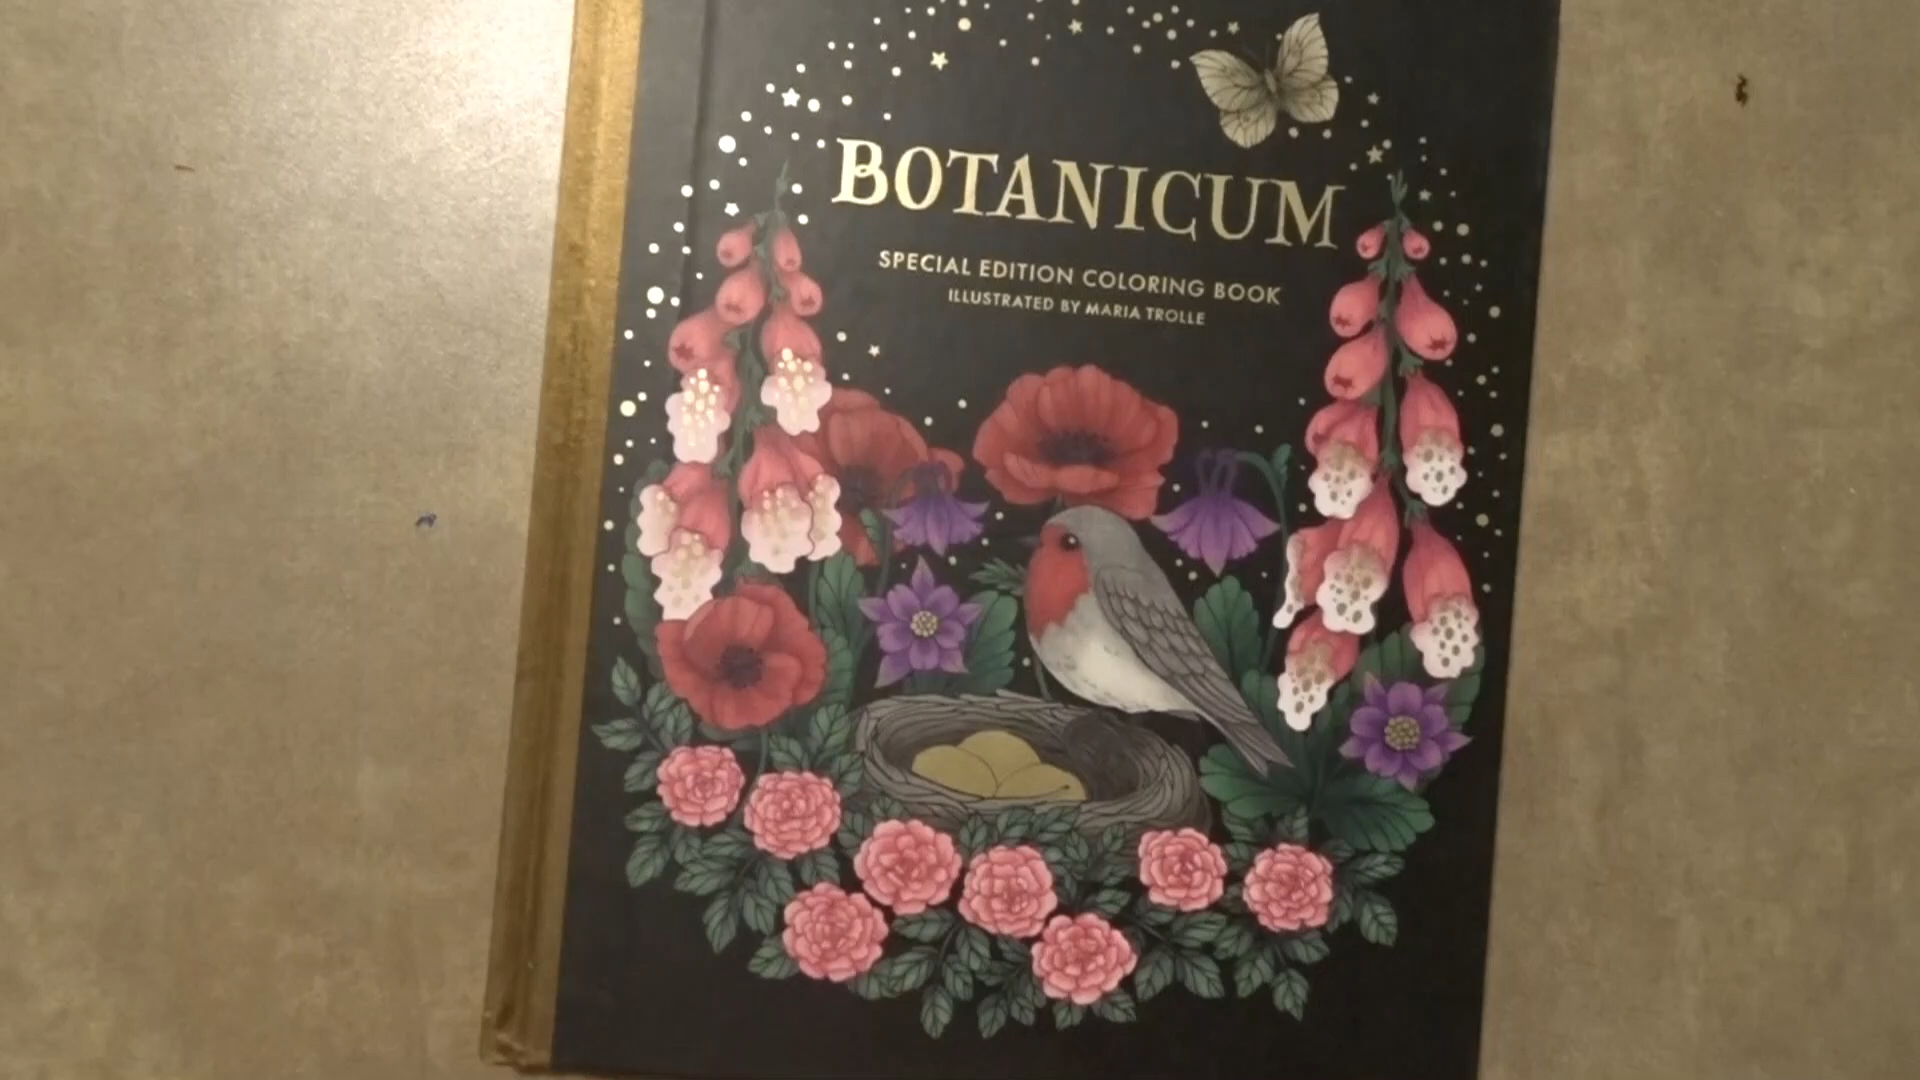 BOTANICUM
SPECIAL EDITION COLORING BOOK
ILLUSTRATED BY MARIA TROLLE